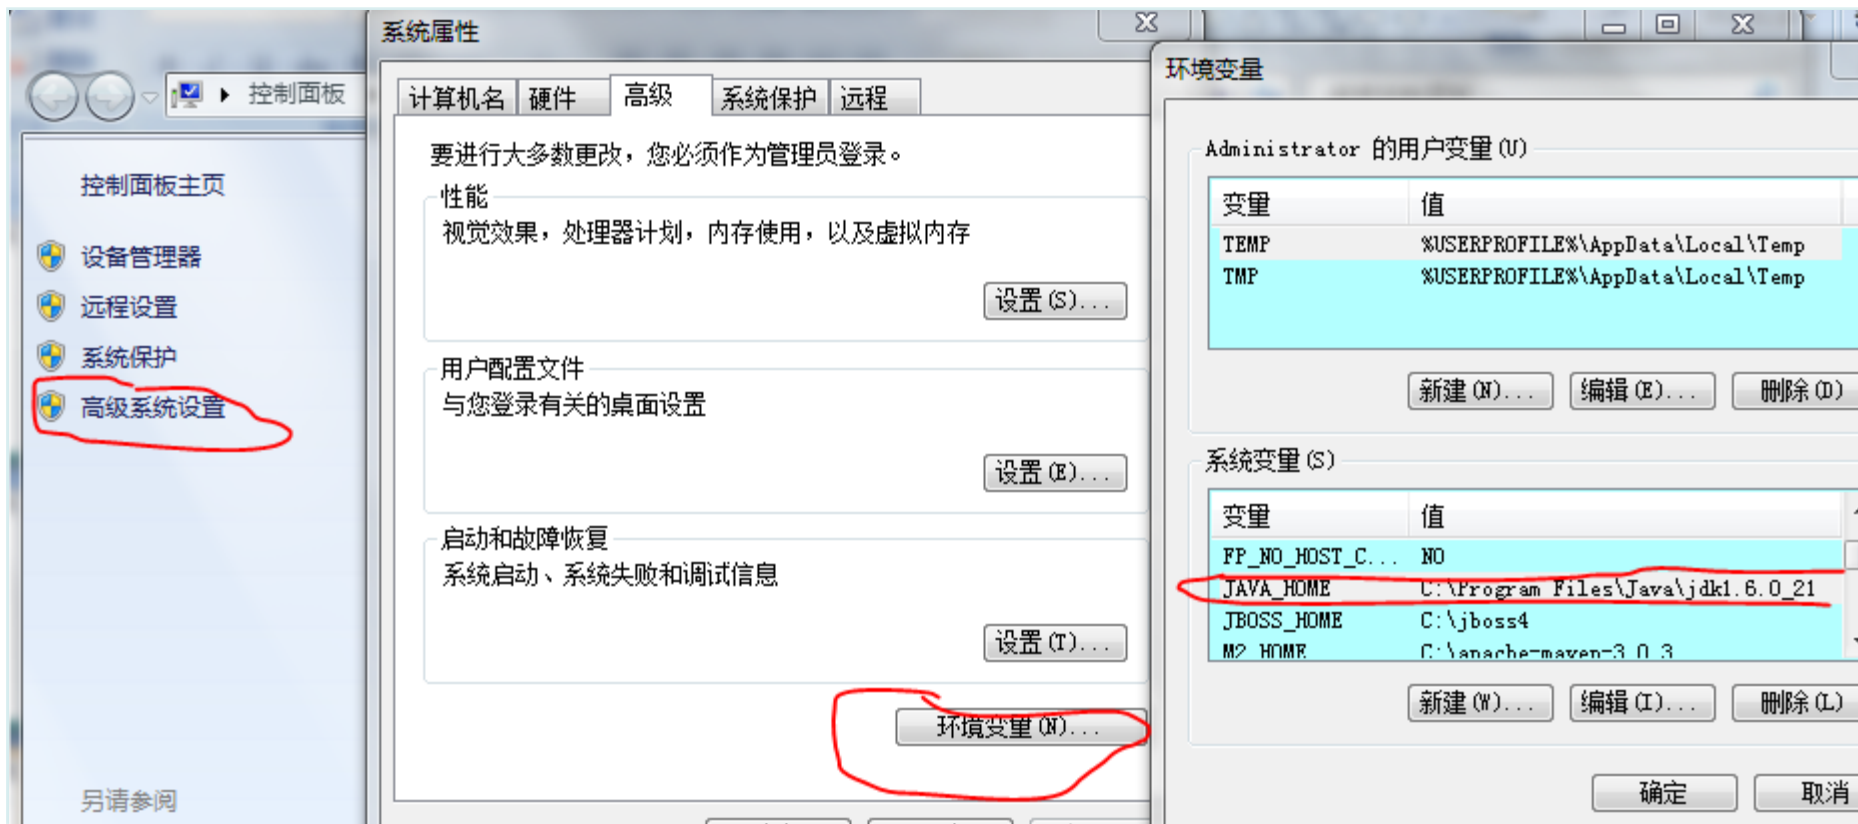 控制面板
控制面板主页
设备管理器
远程设置
系统保护
高级系统设置
另请参阅
系统属性
计算机名 硬件 高级 系统保护 远程
要进行大多数更改，您必须作为管理员登录。
性能
视觉效果，处理器计划，内存使用，以及虚拟内存
设置(S)...
用户配置文件
与您登录有关的桌面设置
设置(E)...
启动和故障恢复
系统启动、系统失败和调试信息
设置(T)...
环境变量(N)...
环境变量
Administrator 的用户变量(U)
变量 值
TEMP %USERPROFILE%\AppData\Local\Temp
TMP %USERPROFILE%\AppData\Local\Temp
新建(N)... 编辑(E)... 删除(D)
系统变量(S)
变量 值
FP_NO_HOST_C... NO
JAVA_HOME C:\Program Files\Java\jdk1.6.0_21
JBOSS_HOME C:\jboss4
M2_HOME C:\apache-maven-3.0.3
新建(W)... 编辑(I)... 删除(L)
确定 取消